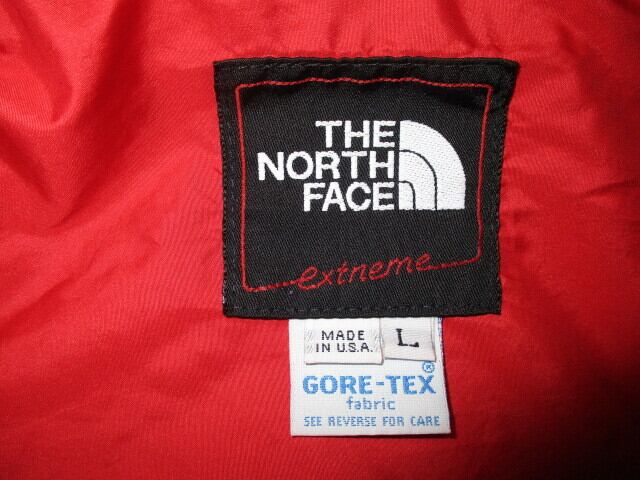 THE
NORTH
FACE
extreme
MADE
IN U.S.A.
L
GORE-TEX®
fabric
SEE REVERSE FOR CARE